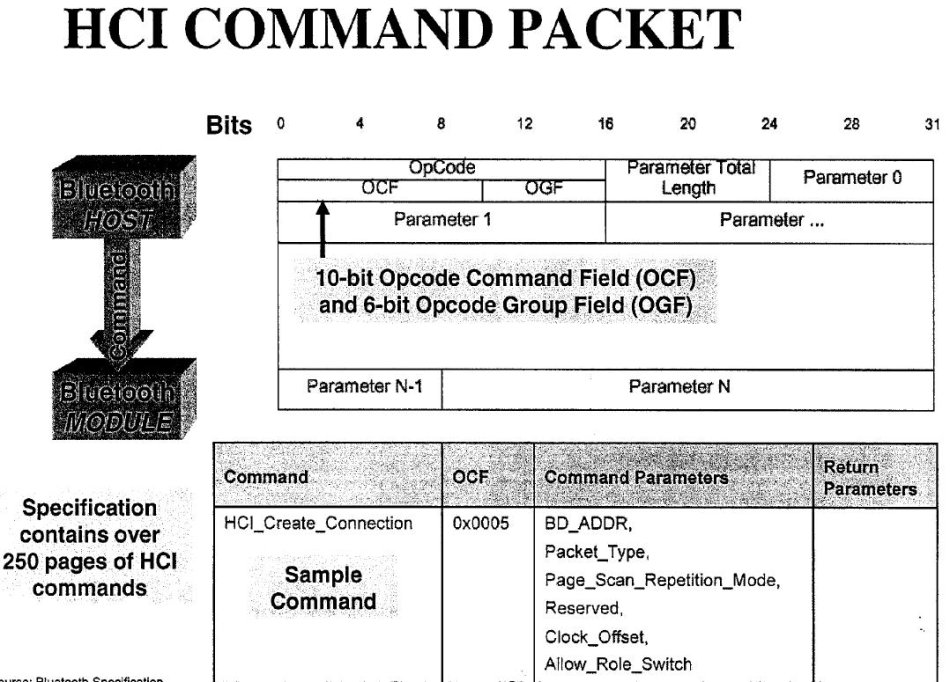 HCI COMMAND PACKET
Bits 0 4 8 12 16 20 24 28 31
OpCode
OCF OGF
Parameter Total
Length
Parameter 0
Parameter 1
Parameter ...
10-bit Opcode Command Field (OCF)
and 6-bit Opcode Group Field (OGF)
Parameter N-1
Parameter N
Bluetooth
HOST
Command
Bluetooth
MODULE
Specification
contains over
250 pages of HCI
commands
Command OCF Command Parameters Return
Parameters
HCI_Create_Connection 0x0005 BD_ADDR,
Packet_Type,
Page_Scan_Repetition_Mode,
Reserved,
Clock_Offset,
Allow_Role_Switch
Sample
Command
Bluetooth Specification